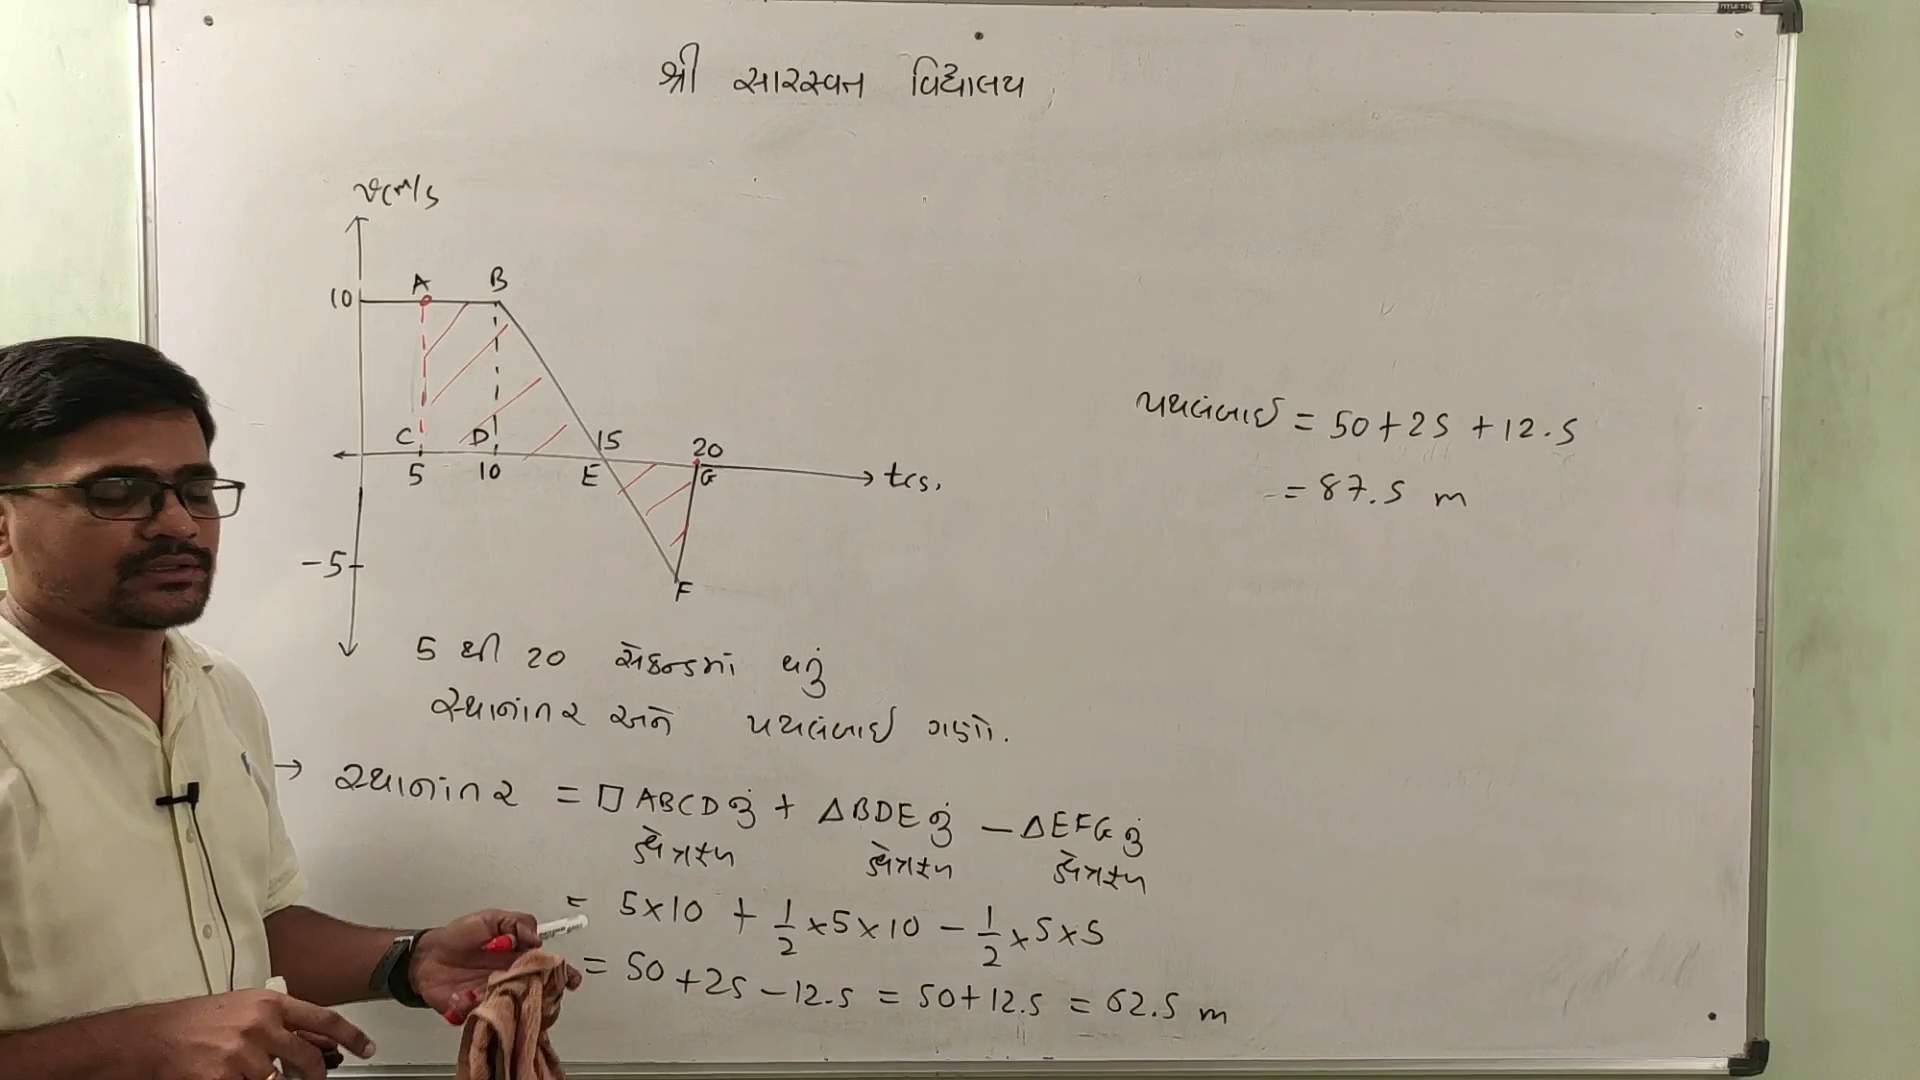 શ્રી સારસ્વત વિદ્યાલય
v(m/s
10
A
B
C
D
15
20
5
10
E
G
t(s,
-5
F
પથલંબાઈ = 50 + 25 + 12.5
= 87.5 m
5 થી 20 સેકન્ડમાં થતું
સ્થાનાંતર અને પથલંબાઈ ગણો.
→ સ્થાનાંતર = □ ABCD નું + △BDE નું - △EFG નું
ક્ષેત્રફળ ક્ષેત્રફળ ક્ષેત્રફળ
= 5×10 + 1/2 ×5×10 - 1/2 ×5×5
= 50 + 25 - 12.5 = 50 + 12.5 = 62.5 m